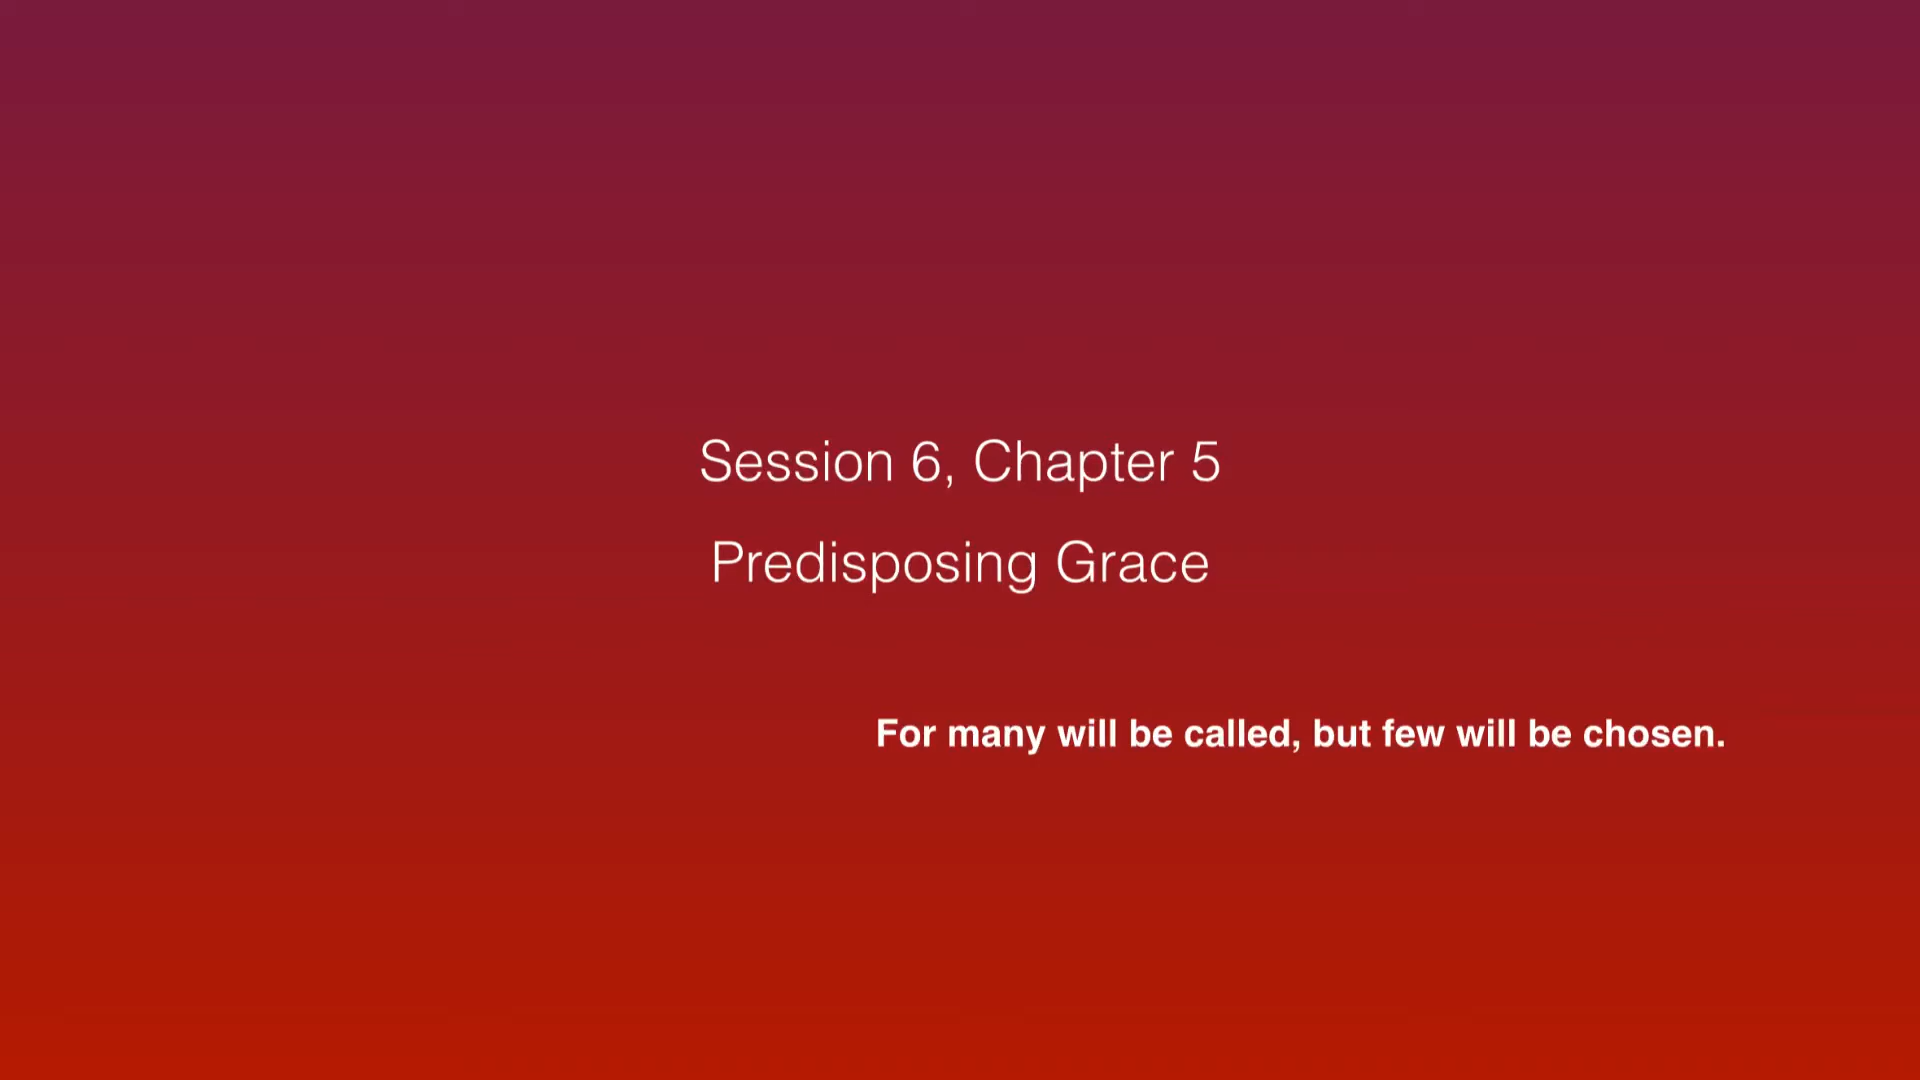 Session 6, Chapter 5
Predisposing Grace
For many will be called, but few will be chosen.